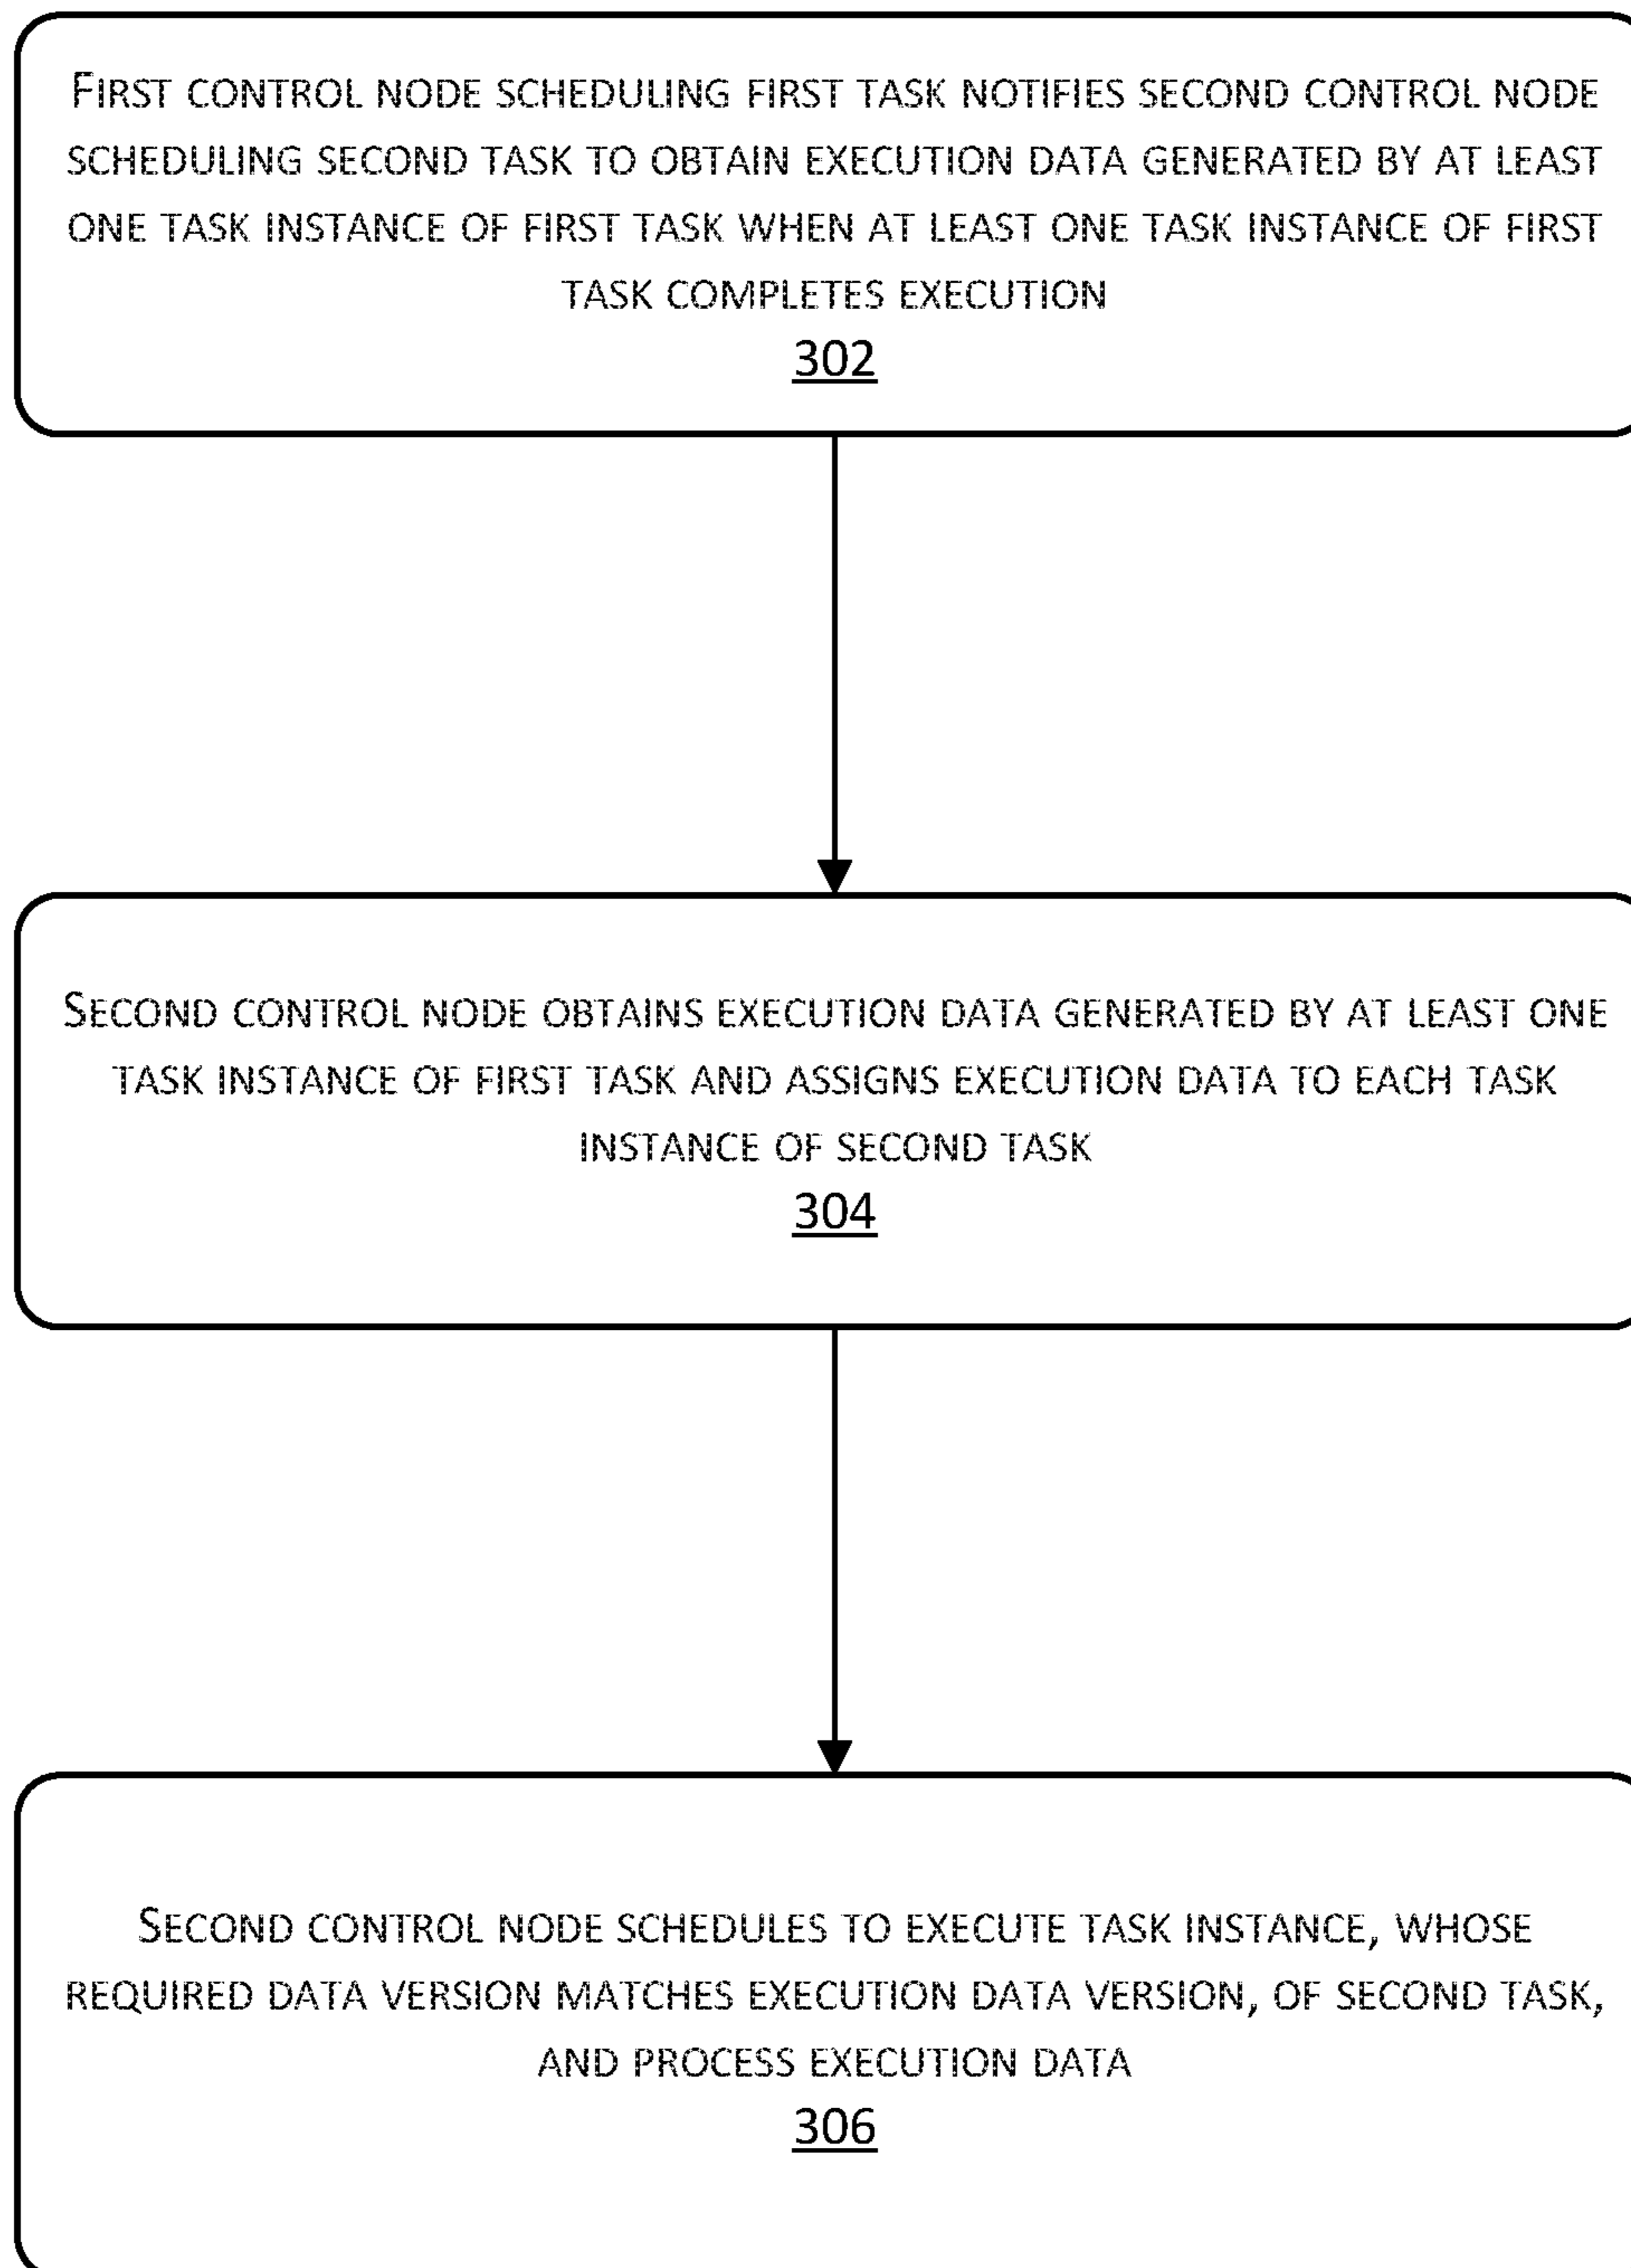 FIRST CONTROL NODE SCHEDULING FIRST TASK NOTIFIES SECOND CONTROL NODE
SCHEDULING SECOND TASK TO OBTAIN EXECUTION DATA GENERATED BY AT LEAST
ONE TASK INSTANCE OF FIRST TASK WHEN AT LEAST ONE TASK INSTANCE OF FIRST
TASK COMPLETES EXECUTION
302
SECOND CONTROL NODE OBTAINS EXECUTION DATA GENERATED BY AT LEAST ONE
TASK INSTANCE OF FIRST TASK AND ASSIGNS EXECUTION DATA TO EACH TASK
INSTANCE OF SECOND TASK
304
SECOND CONTROL NODE SCHEDULES TO EXECUTE TASK INSTANCE, WHOSE
REQUIRED DATA VERSION MATCHES EXECUTION DATA VERSION, OF SECOND TASK,
AND PROCESS EXECUTION DATA
306